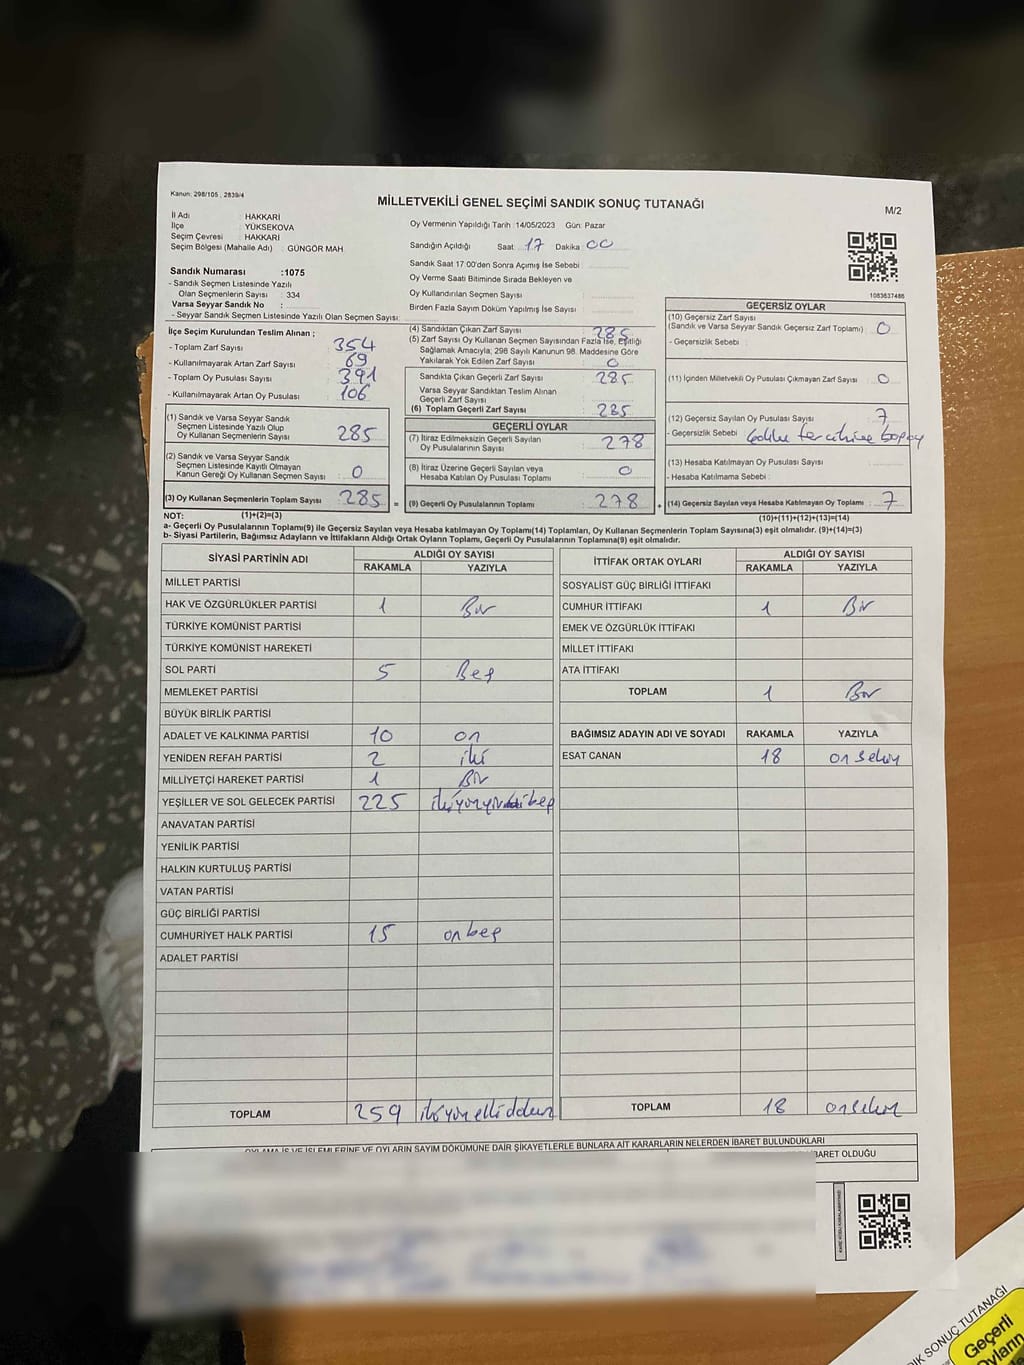 Kanun: 298/105 , 2839/4
MİLLETVEKİLİ GENEL SEÇİMİ SANDIK SONUÇ TUTANAĞI
M/2
İl Adı : HAKKARİ
İlçe : YÜKSEKOVA
Seçim Çevresi : HAKKARİ
Seçim Bölgesi (Mahalle Adı) : GÜNGÖR MAH
Sandık Numarası :1075
- Sandık Seçmen Listesinde Yazılı
Olan Seçmenlerin Sayısı : 334
Varsa Seyyar Sandık No :
- Seyyar Sandık Seçmen Listesinde Yazılı Olan Seçmen Sayısı:
Oy Vermenin Yapıldığı Tarih :14/05/2023 Gün: Pazar
Sandığın Açıldığı Saat: 17 Dakika 00
Sandık Saat 17:00'den Sonra Açımış İse Sebebi
Oy Verme Saati Bitiminde Sırada Bekleyen ve
Oy Kullandırılan Seçmen Sayısı
Birden Fazla Sayım Döküm Yapılmış İse Sayısı
1083637486
İlçe Seçim Kurulundan Teslim Alınan ;
- Toplam Zarf Sayısı 354
- Kullanılmayarak Artan Zarf Sayısı 69
- Toplam Oy Pusulası Sayısı 391
- Kullanılmayarak Artan Oy Pusulası 106
(1) Sandık ve Varsa Seyyar Sandık
Seçmen Listesinde Yazılı Olup
Oy Kullanan Seçmenlerin Sayısı 285
(2) Sandık ve Varsa Seyyar Sandık
Seçmen Listesinde Kayıtlı Olmayan
Kanun Gereği Oy Kullanan Seçmen Sayısı 0
(3) Oy Kullanan Seçmenlerin Toplam Sayısı 285 =
(1)+(2)=(3)
(4) Sandıktan Çıkan Zarf Sayısı 285
(5) Zarf Sayısı Oy Kullanan Seçmen Sayısından Fazla İse, Eşitliği
Sağlamak Amacıyla, 298 Sayılı Kanunun 98. Maddesine Göre
Yakılarak Yok Edilen Zarf Sayısı 0
Sandıkta Çıkan Geçerli Zarf Sayısı 285
Varsa Seyyar Sandıktan Teslim Alınan
Geçerli Zarf Sayısı
(6) Toplam Geçerli Zarf Sayısı 285
GEÇERLİ OYLAR
(7) İtiraz Edilmeksizin Geçerli Sayılan
Oy Pusulalarının Sayısı 278
(8) İtiraz Üzerine Geçerli Sayılan veya
Hesaba Katılan Oy Pusulası Sayısı 0
(9) Geçerli Oy Pusulalarının Toplamı 278 +
GEÇERSİZ OYLAR
(10) Geçersiz Zarf Sayısı
(Sandık ve Varsa Seyyar Sandık Geçersiz Zarf Toplamı) 0
- Geçersizlik Sebebi :
(11) İçinden Milletvekili Oy Pusulası Çıkmayan Zarf Sayısı 0
(12) Geçersiz Sayılan Oy Pusulası Sayısı 7
- Geçersizlik Sebebi tercihine
(13) Hesaba Katılmayan Oy Pusulası Sayısı
- Hesaba Katılmama Sebebi :
(14) Geçersiz Sayılan veya Hesaba Katılmayan Oy Toplamı 7
(10)+(11)+(12)+(13)=(14)
NOT:
a- Geçerli Oy Pusulalarının Toplamı(9) ile Geçersiz Sayılan veya Hesaba katılmayan Oy Toplamı(14) Toplamları, Oy Kullanan Seçmenlerin Toplam Sayısına(3) eşit olmalıdır. (9)+(14)=(3)
b- Siyasi Partilerin, Bağımsız Adayların ve İttifakların Aldığı Ortak Oyların Toplamı, Geçerli Oy Pusulalarının Toplamına(9) eşit olmalıdır.
SİYASİ PARTİNİN ADI ALDIĞI OY SAYISI
RAKAMLA YAZIYLA
MİLLET PARTİSİ
HAK VE ÖZGÜRLÜKLER PARTİSİ 1 Bir
TÜRKİYE KOMÜNİST PARTİSİ
TÜRKİYE KOMÜNİST HAREKETİ
SOL PARTİ 5 Beş
MEMLEKET PARTİSİ
BÜYÜK BİRLİK PARTİSİ
ADALET VE KALKINMA PARTİSİ 10 on
YENİDEN REFAH PARTİSİ 2 iki
MİLLİYETÇİ HAREKET PARTİSİ 1 Bir
YEŞİLLER VE SOL GELECEK PARTİSİ 225
ANAVATAN PARTİSİ
YENİLİK PARTİSİ
HALKIN KURTULUŞ PARTİSİ
VATAN PARTİSİ
GÜÇ BİRLİĞİ PARTİSİ
CUMHURİYET HALK PARTİSİ 15 onbeş
ADALET PARTİSİ
TOPLAM 259 ikiyüzellidokuz
İTTİFAK ORTAK OYLARI ALDIĞI OY SAYISI
RAKAMLA YAZIYLA
SOSYALİST GÜÇ BİRLİĞİ İTTİFAKI
CUMHUR İTTİFAKI 1 Bir
EMEK VE ÖZGÜRLÜK İTTİFAKI
MİLLET İTTİFAKI
ATA İTTİFAKI
TOPLAM 1 Bir
BAĞIMSIZ ADAYIN ADI VE SOYADI RAKAMLA YAZIYLA
ESAT CANAN 18 onsekiz
TOPLAM 18 onsekiz
OYLAMA İŞ VE İŞLEMLERİNE VE OYLARIN SAYIM DÖKÜMÜNE DAİR ŞİKAYETLERLE BUNLARA AİT KARARLARIN NELERDEN İBARET BULUNDUKLARI
BARET OLDUĞU
IK SONUÇ TUTANAĞI
Geçerli